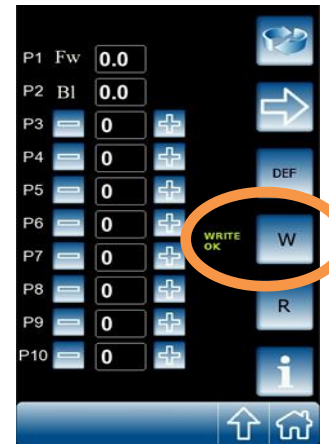 P1 Fw 0.0
P2 Bl 0.0
P3 0
P4 0
DEF
P5 0
P6 0
WRITE
OK
W
P7 0
P8 0
R
P9 0
P10 0
i